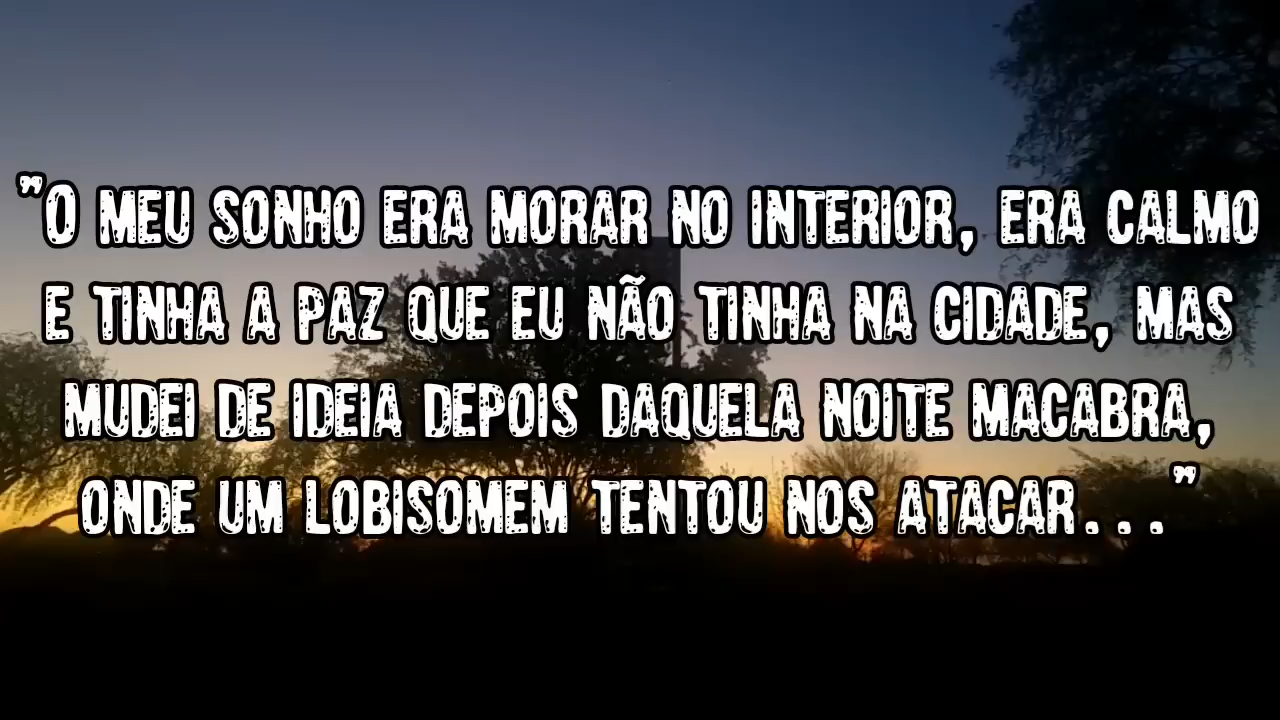 "O MEU SONHO ERA MORAR NO INTERIOR, ERA CALMO
E TINHA A PAZ QUE EU NÃO TINHA NA CIDADE, MAS
MUDEI DE IDEIA DEPOIS DAQUELA NOITE MACABRA,
ONDE UM LOBISOMEM TENTOU NOS ATACAR..."